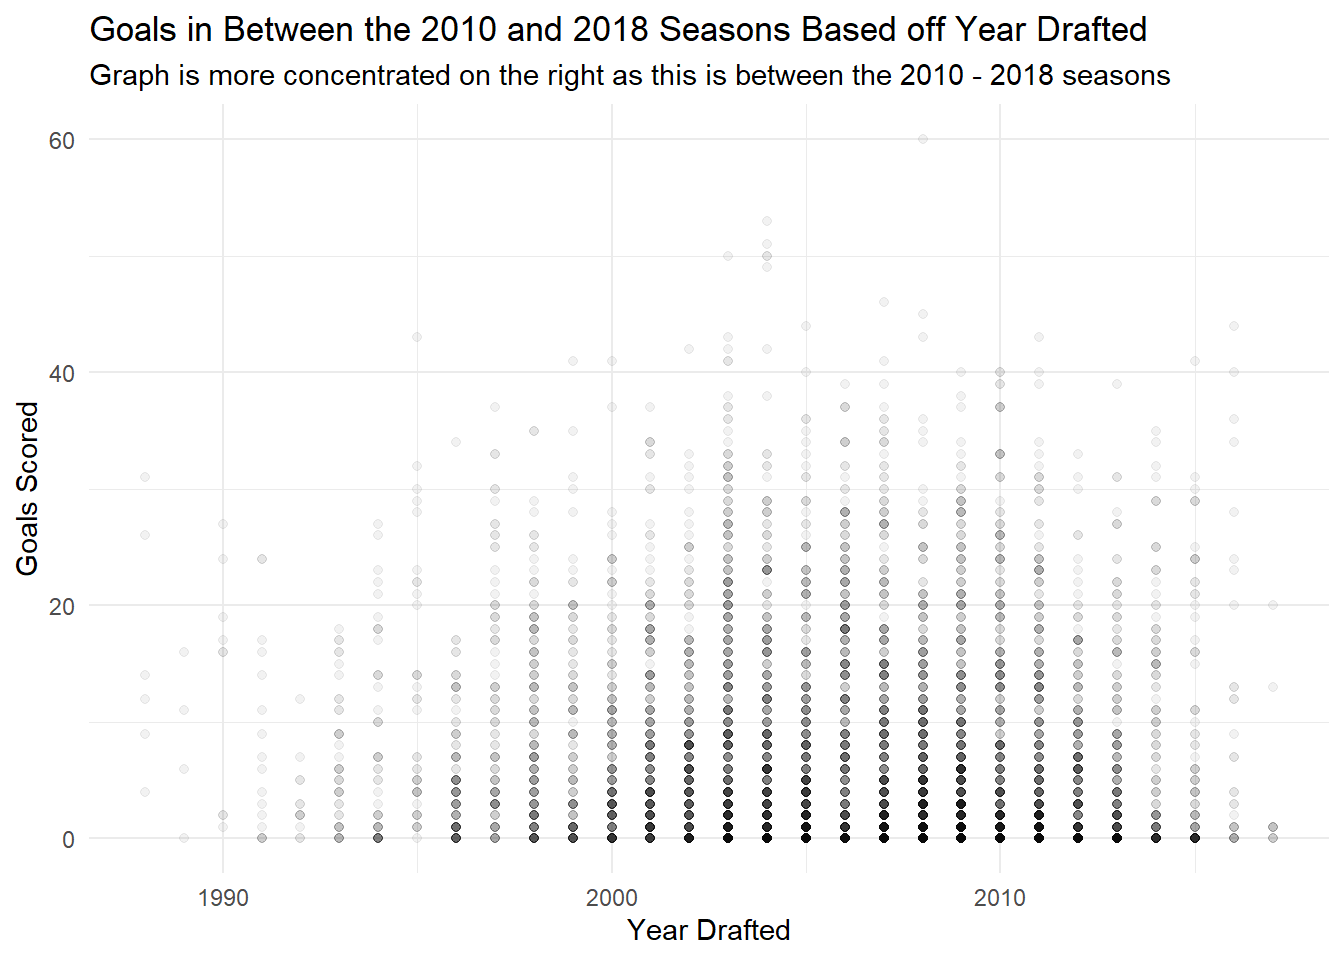 Goals in Between the 2010 and 2018 Seasons Based off Year Drafted
Graph is more concentrated on the right as this is between the 2010 - 2018 seasons
60
40
20
0
Goals Scored
1990
2000
2010
Year Drafted